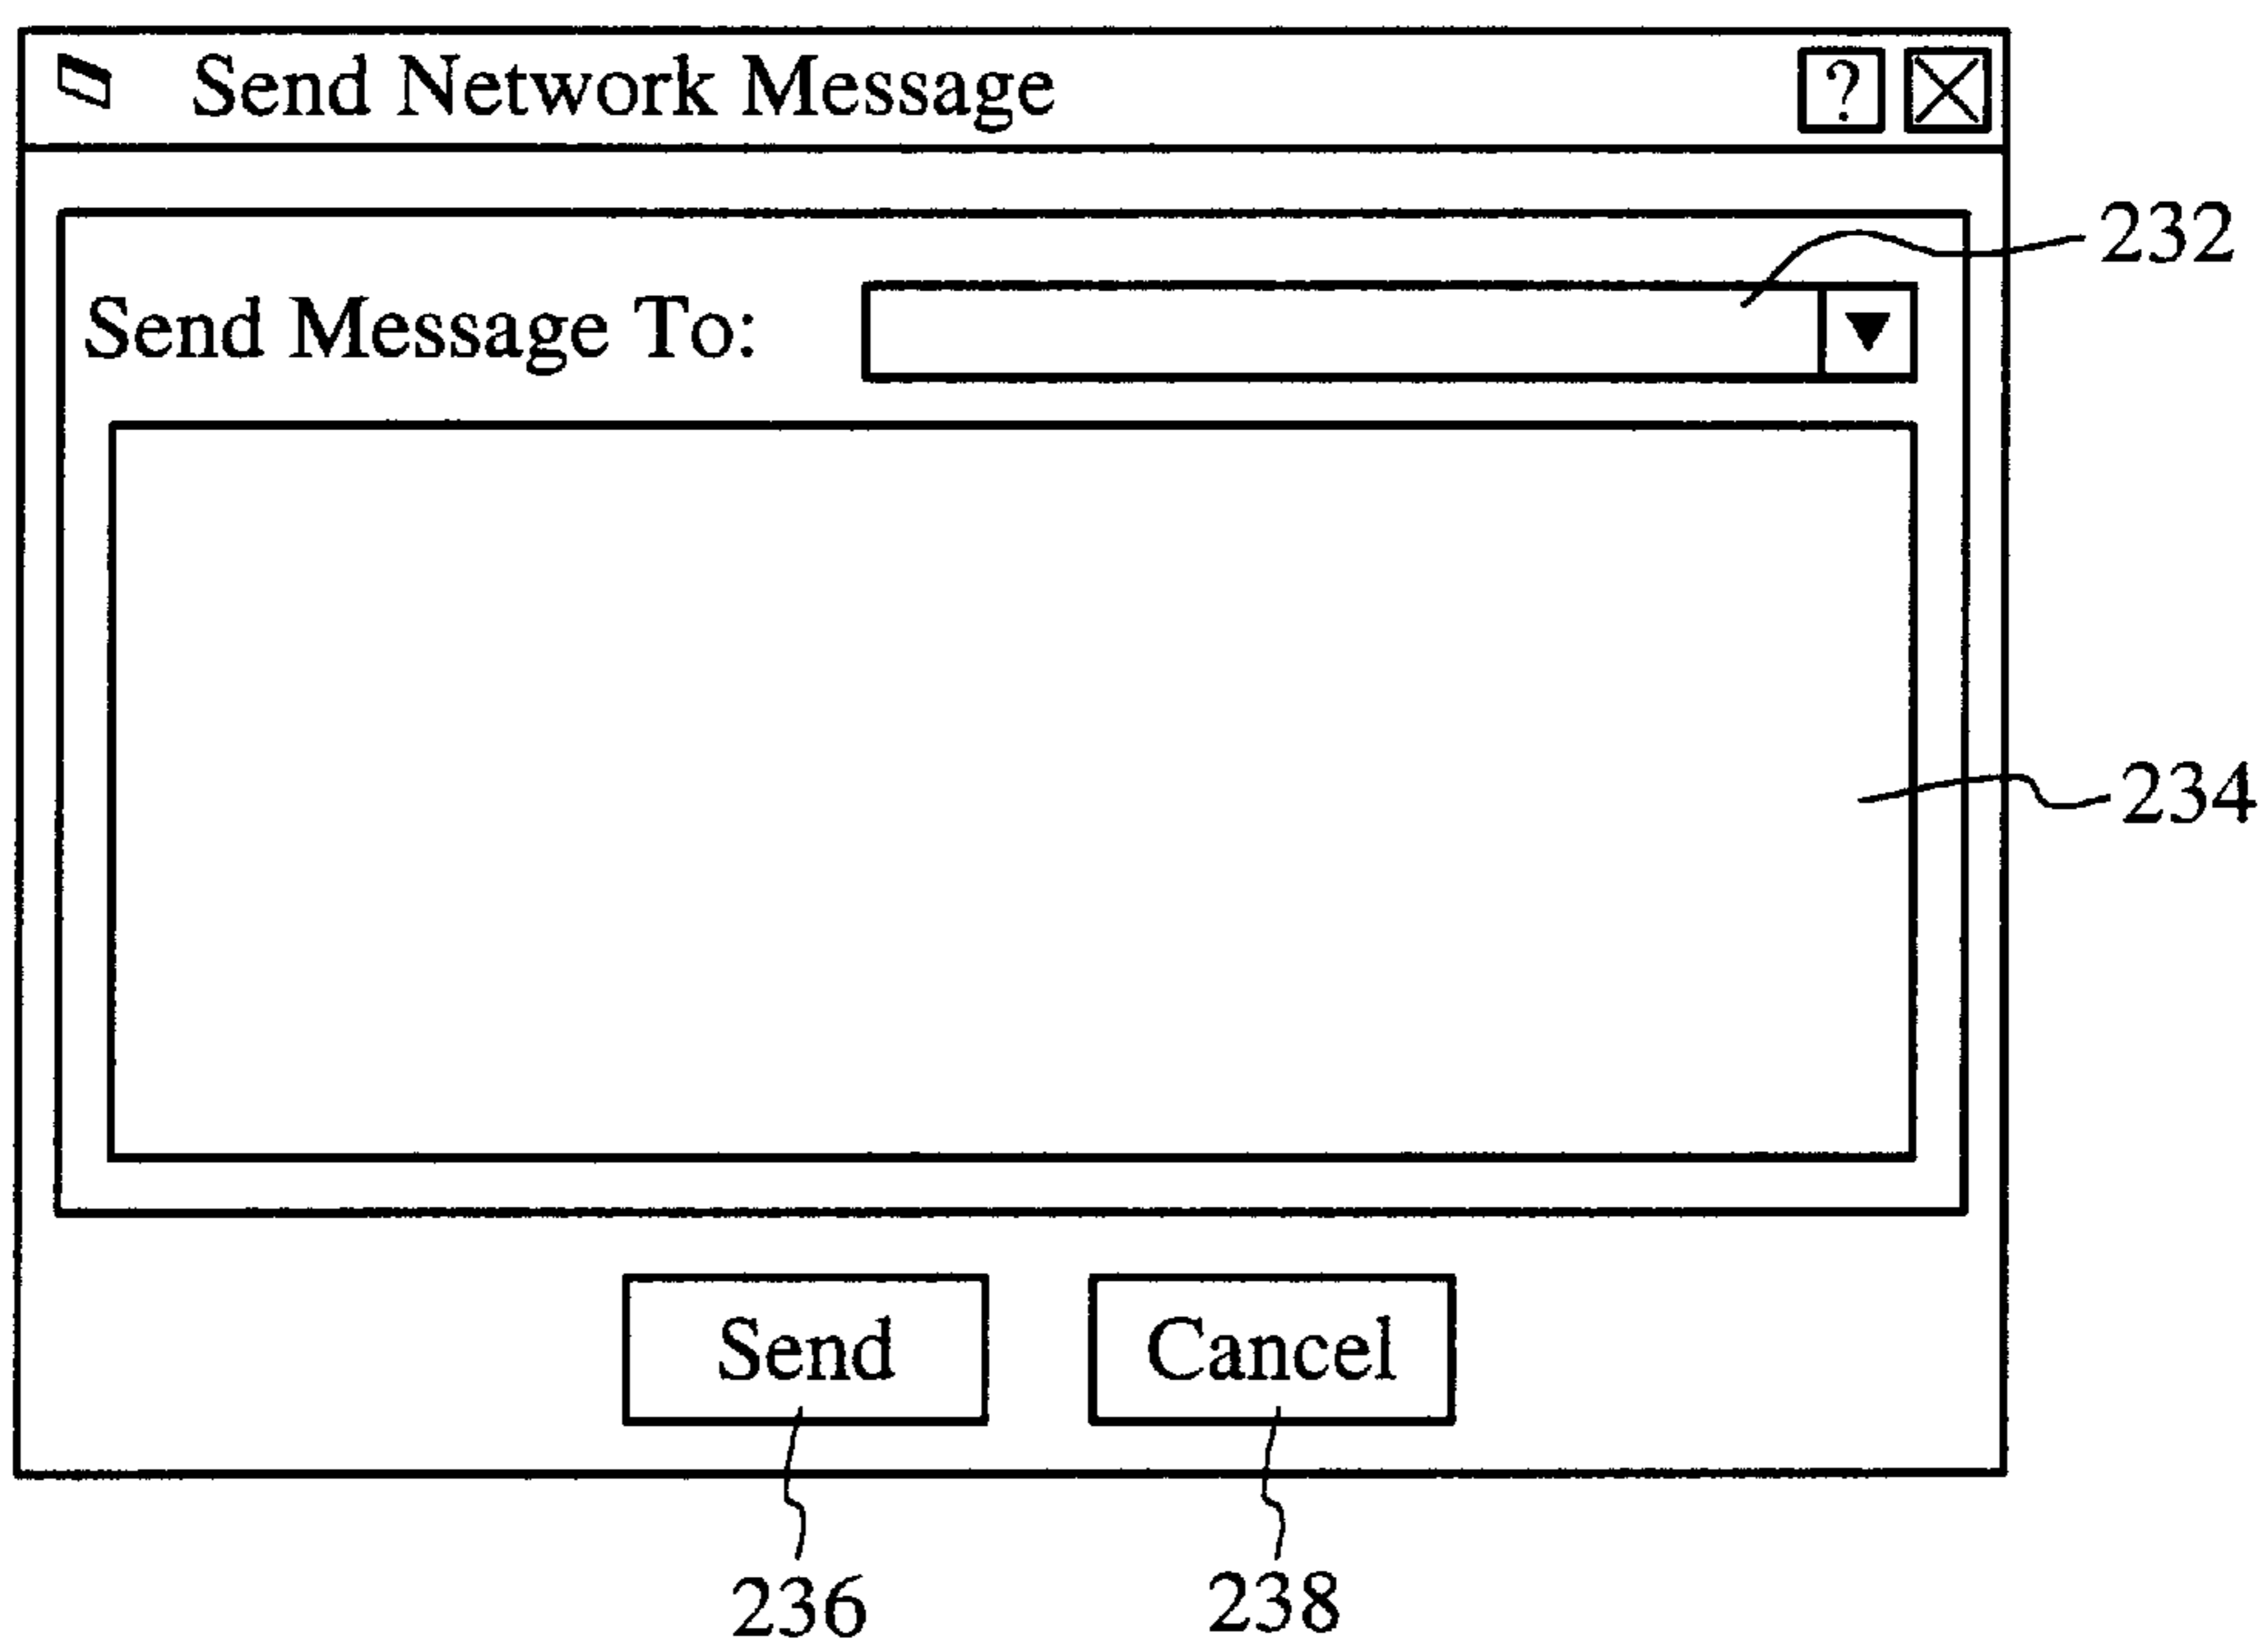 Send Network Message ?
232
Send Message To:
234
Send Cancel
236 238